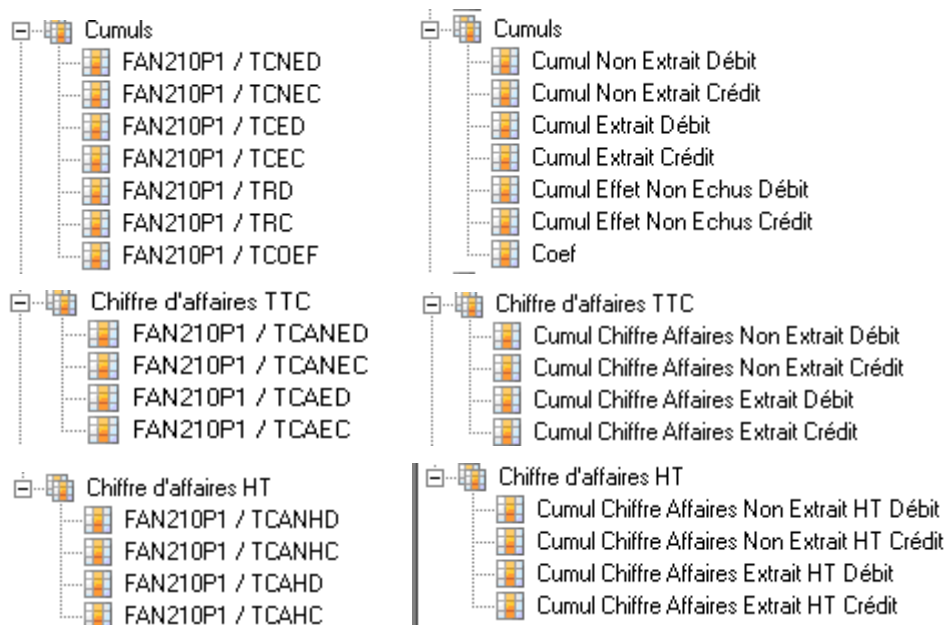 Cumuls
FAN210P1 / TCNED
FAN210P1 / TCNEC
FAN210P1 / TCED
FAN210P1 / TCEC
FAN210P1 / TRD
FAN210P1 / TRC
FAN210P1 / TCOEF
Cumuls
Cumul Non Extrait Débit
Cumul Non Extrait Crédit
Cumul Extrait Débit
Cumul Extrait Crédit
Cumul Effet Non Echus Débit
Cumul Effet Non Echus Crédit
Coef
Chiffre d'affaires TTC
FAN210P1 / TCANED
FAN210P1 / TCANEC
FAN210P1 / TCAED
FAN210P1 / TCAEC
Chiffre d'affaires TTC
Cumul Chiffre Affaires Non Extrait Débit
Cumul Chiffre Affaires Non Extrait Crédit
Cumul Chiffre Affaires Extrait Débit
Cumul Chiffre Affaires Extrait Crédit
Chiffre d'affaires HT
FAN210P1 / TCANHD
FAN210P1 / TCANHC
FAN210P1 / TCAHD
FAN210P1 / TCAHC
Chiffre d'affaires HT
Cumul Chiffre Affaires Non Extrait HT Débit
Cumul Chiffre Affaires Non Extrait HT Crédit
Cumul Chiffre Affaires Extrait HT Débit
Cumul Chiffre Affaires Extrait HT Crédit